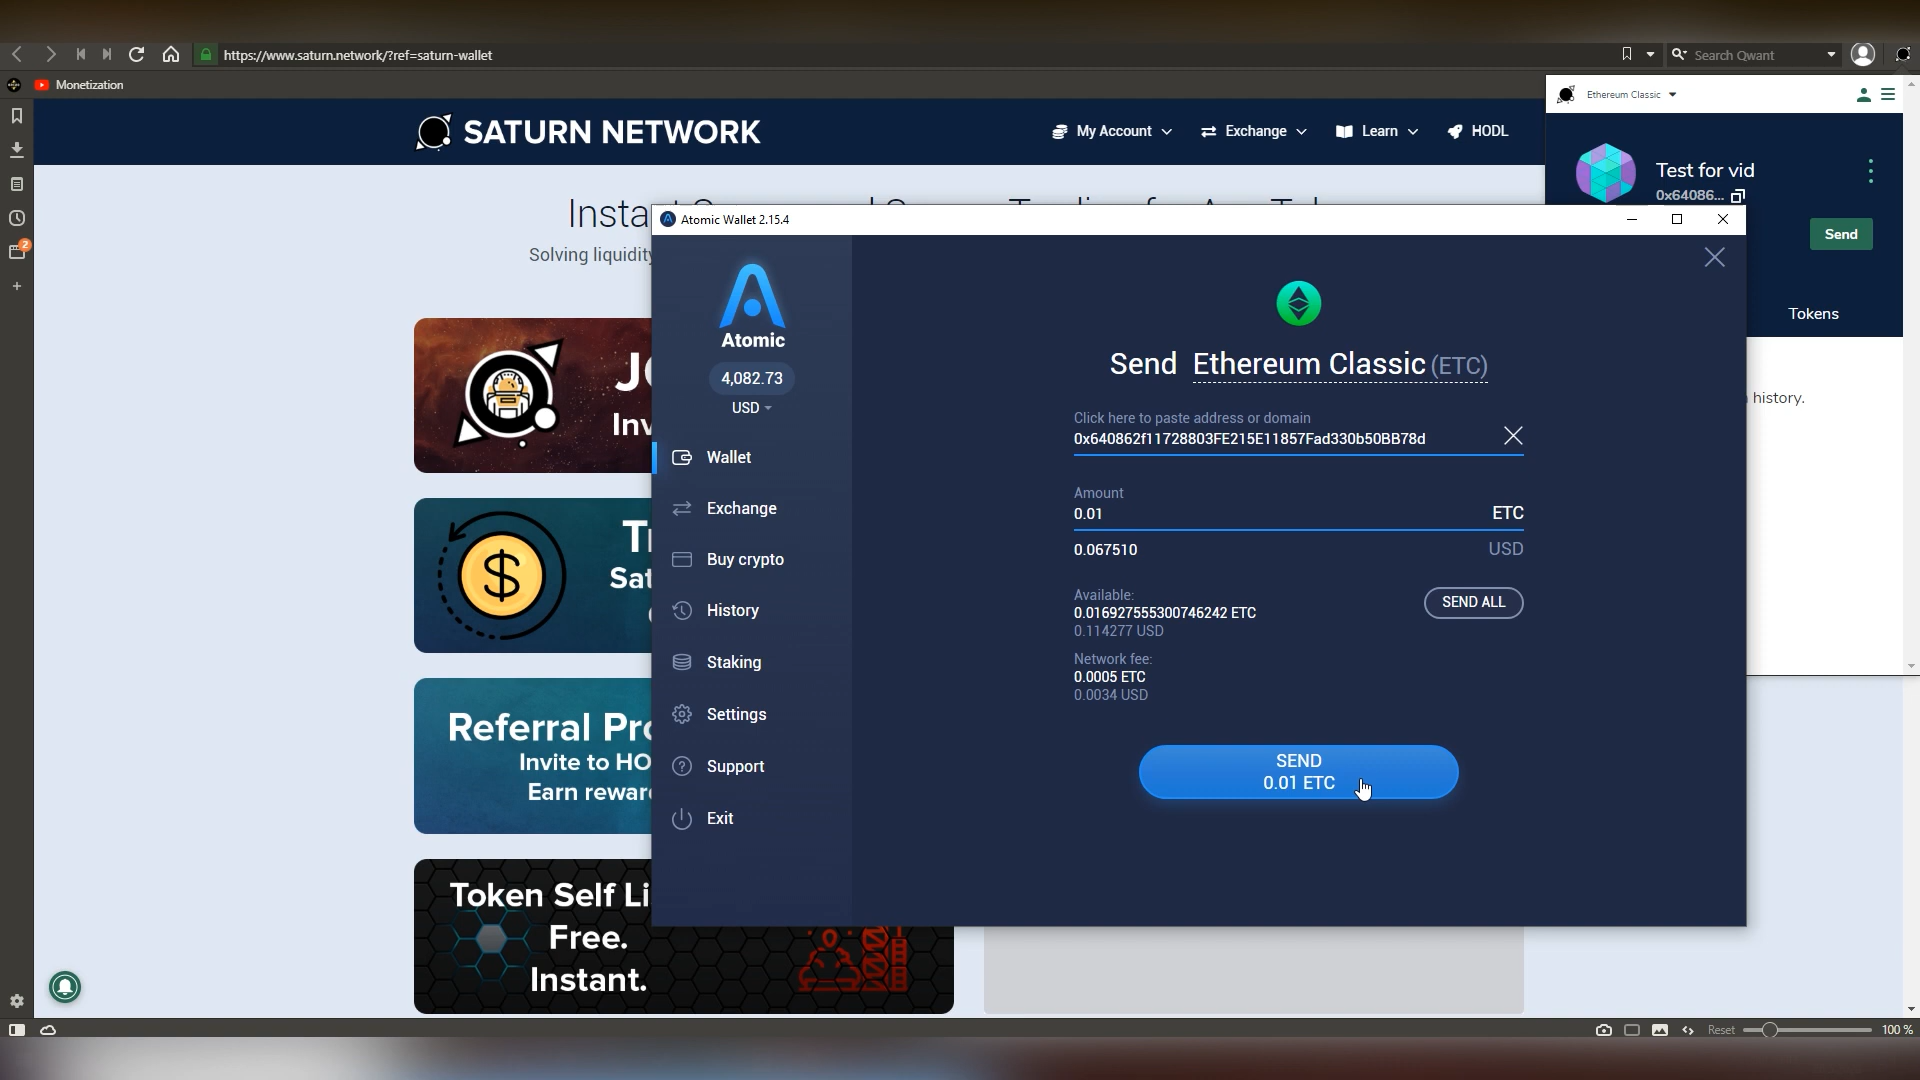 https://www.saturn.network/?ref=saturn-wallet
Search Qwant
Monetization
Ethereum Classic
SATURN NETWORK
My Account
Exchange
Learn
HODL
Test for vid
0x64086...
Send
Tokens
history.
Solving liquidity
Inv
Sat
Referral Pro
Invite to HO
Earn rewar
Token Self Li
Free.
Instant.
Atomic Wallet 2.15.4
Atomic
4,082.73
USD
Wallet
Exchange
Buy crypto
History
Staking
Settings
Support
Exit
Send Ethereum Classic (ETC)
Click here to paste address or domain
0x640862f11728803FE215E11857Fad330b50BB78d
Amount
0.01 ETC
0.067510 USD
Available:
0.016927555300746242 ETC
0.114277 USD
SEND ALL
Network fee:
0.0005 ETC
0.0034 USD
SEND
0.01 ETC
2
Reset
100 %